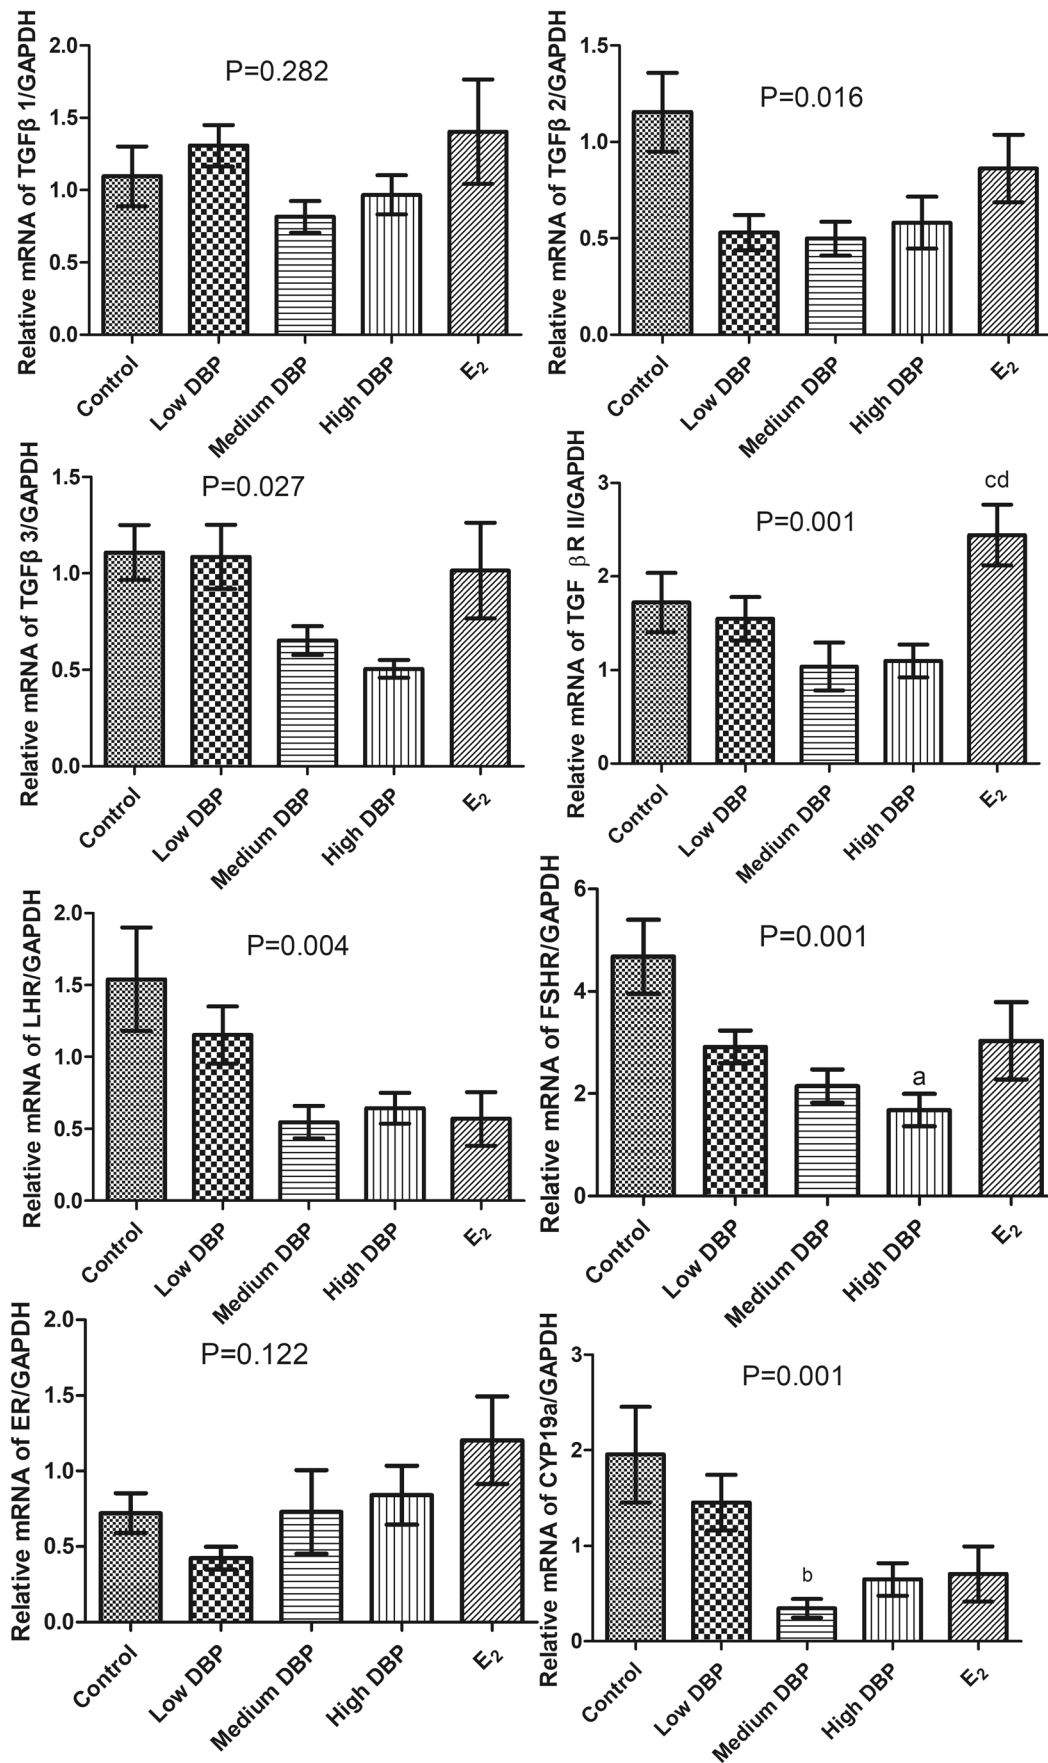 Relative mRNA of TGFβ 1/GAPDH
2.0
1.5
1.0
0.5
0.0
P=0.282
Control
Low DBP
Medium DBP
High DBP
E2
Relative mRNA of TGFβ 2/GAPDH
1.5
1.0
0.5
0.0
P=0.016
Control
Low DBP
Medium DBP
High DBP
E2
Relative mRNA of TGFβ 3/GAPDH
1.5
1.0
0.5
0.0
P=0.027
Control
Low DBP
Medium DBP
High DBP
E2
Relative mRNA of TGF βR II/GAPDH
3
2
1
0
P=0.001
cd
Control
Low DBP
Medium DBP
High DBP
E2
Relative mRNA of LHR/GAPDH
2.0
1.5
1.0
0.5
0.0
P=0.004
Control
Low DBP
Medium DBP
High DBP
E2
Relative mRNA of FSHR/GAPDH
6
4
2
0
P=0.001
a
Control
Low DBP
Medium DBP
High DBP
E2
Relative mRNA of ER/GAPDH
2.0
1.5
1.0
0.5
0.0
P=0.122
Control
Low DBP
Medium DBP
High DBP
E2
Relative mRNA of CYP19a/GAPDH
3
2
1
0
P=0.001
b
Control
Low DBP
Medium DBP
High DBP
E2